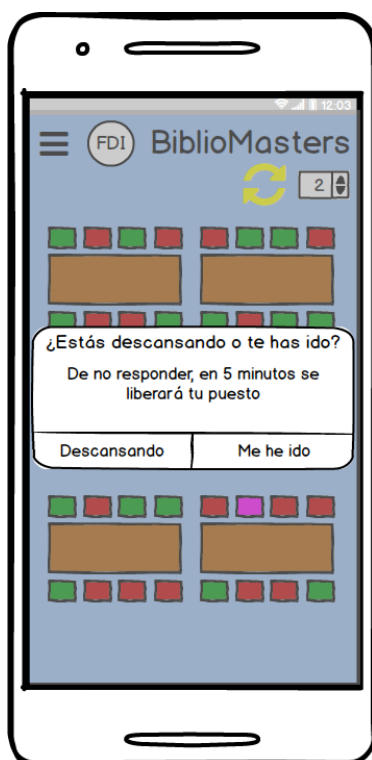 12:03
FDI BiblioMasters
2
¿Estás descansando o te has ido?
De no responder, en 5 minutos se
liberará tu puesto
Descansando Me he ido